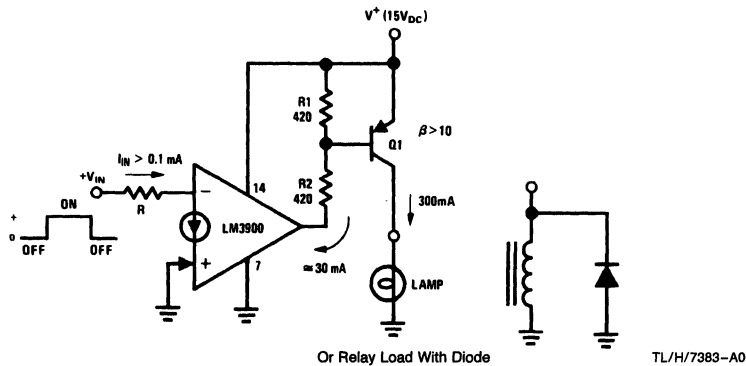 V+ (15VDC)
R1
420
Q1
β>10
IIN > 0.1 mA
+VIN
R
−
14
R2
420
300mA
+
ON
0
OFF
OFF
LM3900
+
7
≃30 mA
LAMP
Or Relay Load With Diode
TL/H/7383–A0